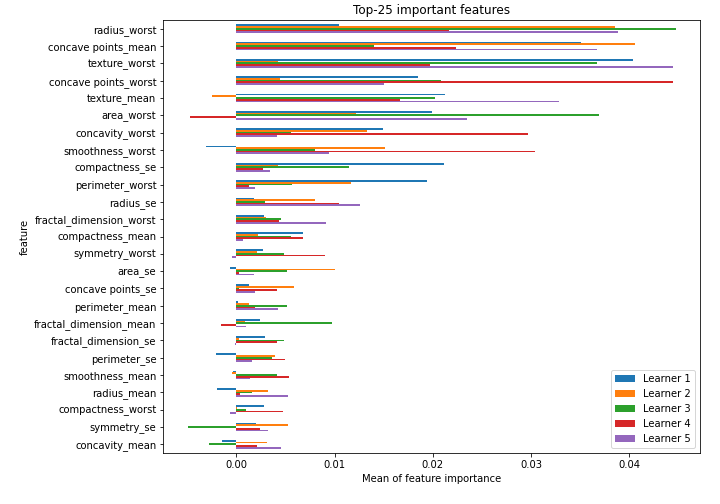 Top-25 important features
radius_worst
concave points_mean
texture_worst
concave points_worst
texture_mean
area_worst
concavity_worst
smoothness_worst
compactness_se
perimeter_worst
radius_se
fractal_dimension_worst
compactness_mean
symmetry_worst
area_se
concave points_se
perimeter_mean
fractal_dimension_mean
fractal_dimension_se
perimeter_se
smoothness_mean
radius_mean
compactness_worst
symmetry_se
concavity_mean
feature
Learner 1
Learner 2
Learner 3
Learner 4
Learner 5
0.00 0.01 0.02 0.03 0.04
Mean of feature importance